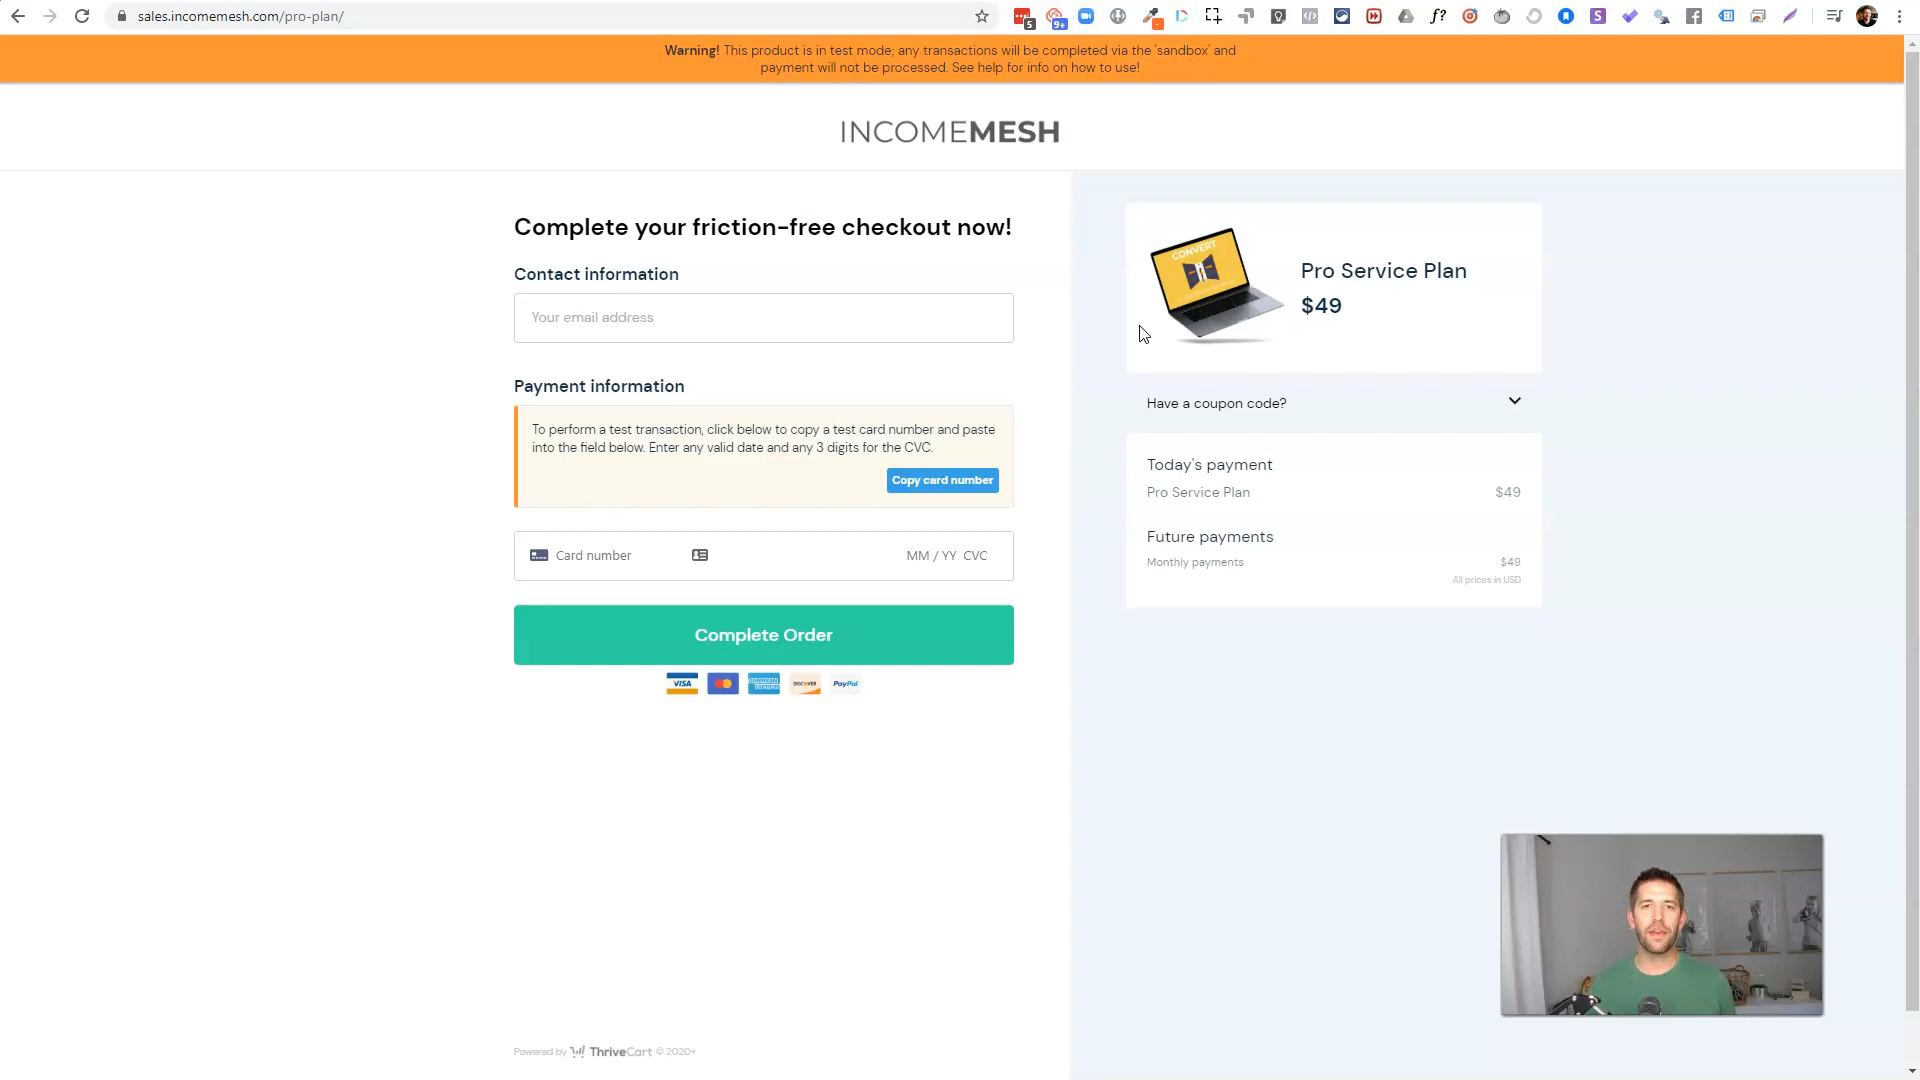 sales.incomemesh.com/pro-plan/
5
9+
f?
S
Warning! This product is in test mode; any transactions will be completed via the 'sandbox' and
payment will not be processed. See help for info on how to use!
INCOMEMESH
Complete your friction-free checkout now!
Contact information
Your email address
Payment information
To perform a test transaction, click below to copy a test card number and paste
into the field below. Enter any valid date and any 3 digits for the CVC.
Copy card number
Card number
MM / YY CVC
Complete Order
VISA
DISCOVER
PayPal
Powered by ThriveCart © 2020+
CONVERT
Pro Service Plan
$49
Have a coupon code?
Today's payment
Pro Service Plan $49
Future payments
Monthly payments $49
All prices in USD